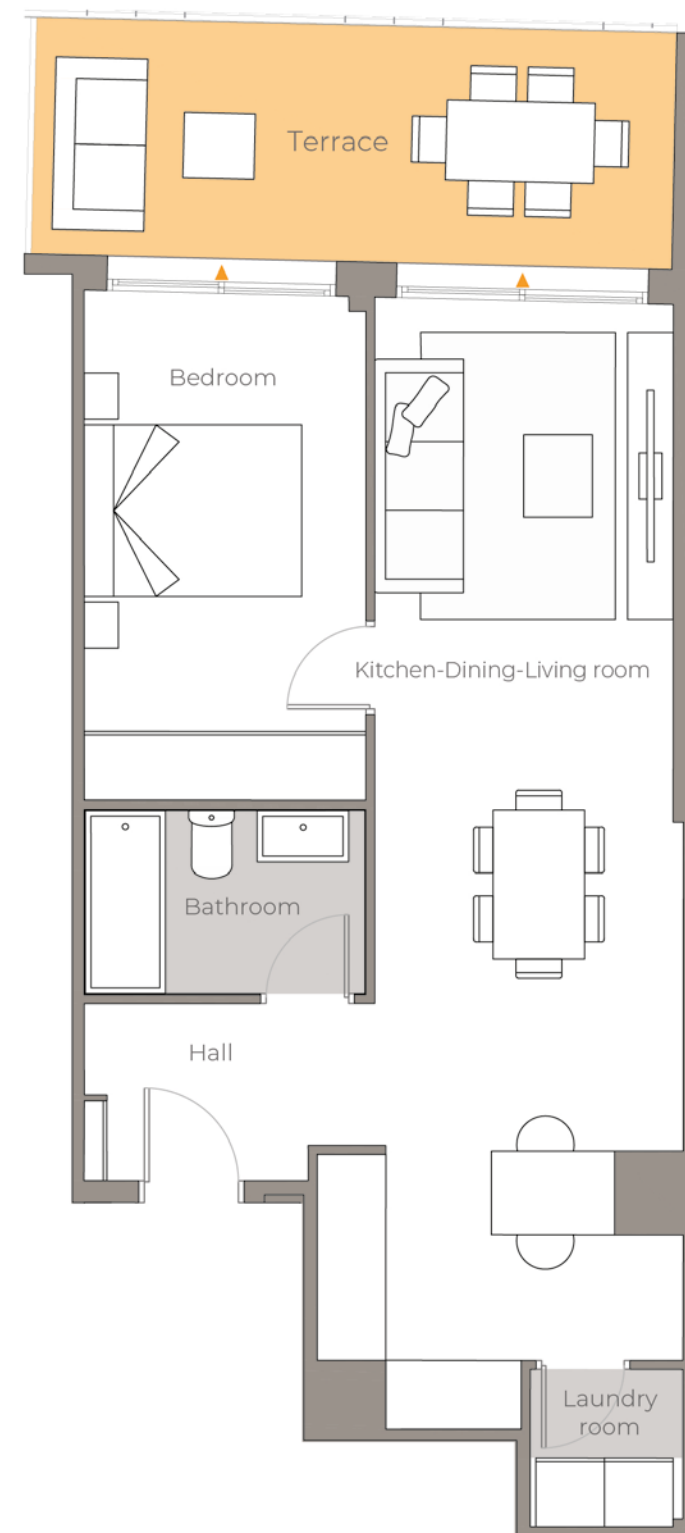 Terrace
Bedroom
Kitchen-Dining-Living room
Bathroom
Hall
Laundry
room